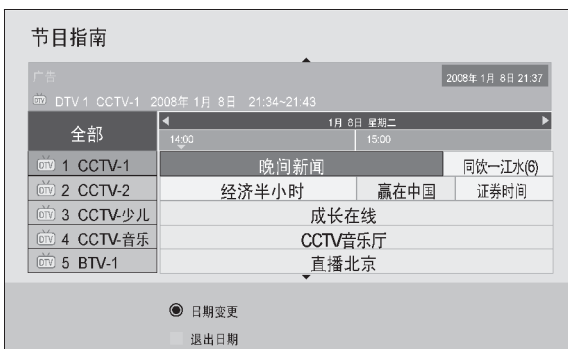 节目指南
广告
2008年 1月 8日 21:37
DTV 1 CCTV-1 2008年 1月 8日 21:34~21:43
全部
1月 8日 星期二
14:00 15:00
DTV 1 CCTV-1 晚间新闻 同饮一江水(6)
DTV 2 CCTV-2 经济半小时 赢在中国 证券时间
DTV 3 CCTV-少儿 成长在线
DTV 4 CCTV-音乐 CCTV音乐厅
DTV 5 BTV-1 直播北京
日期变更
退出日期